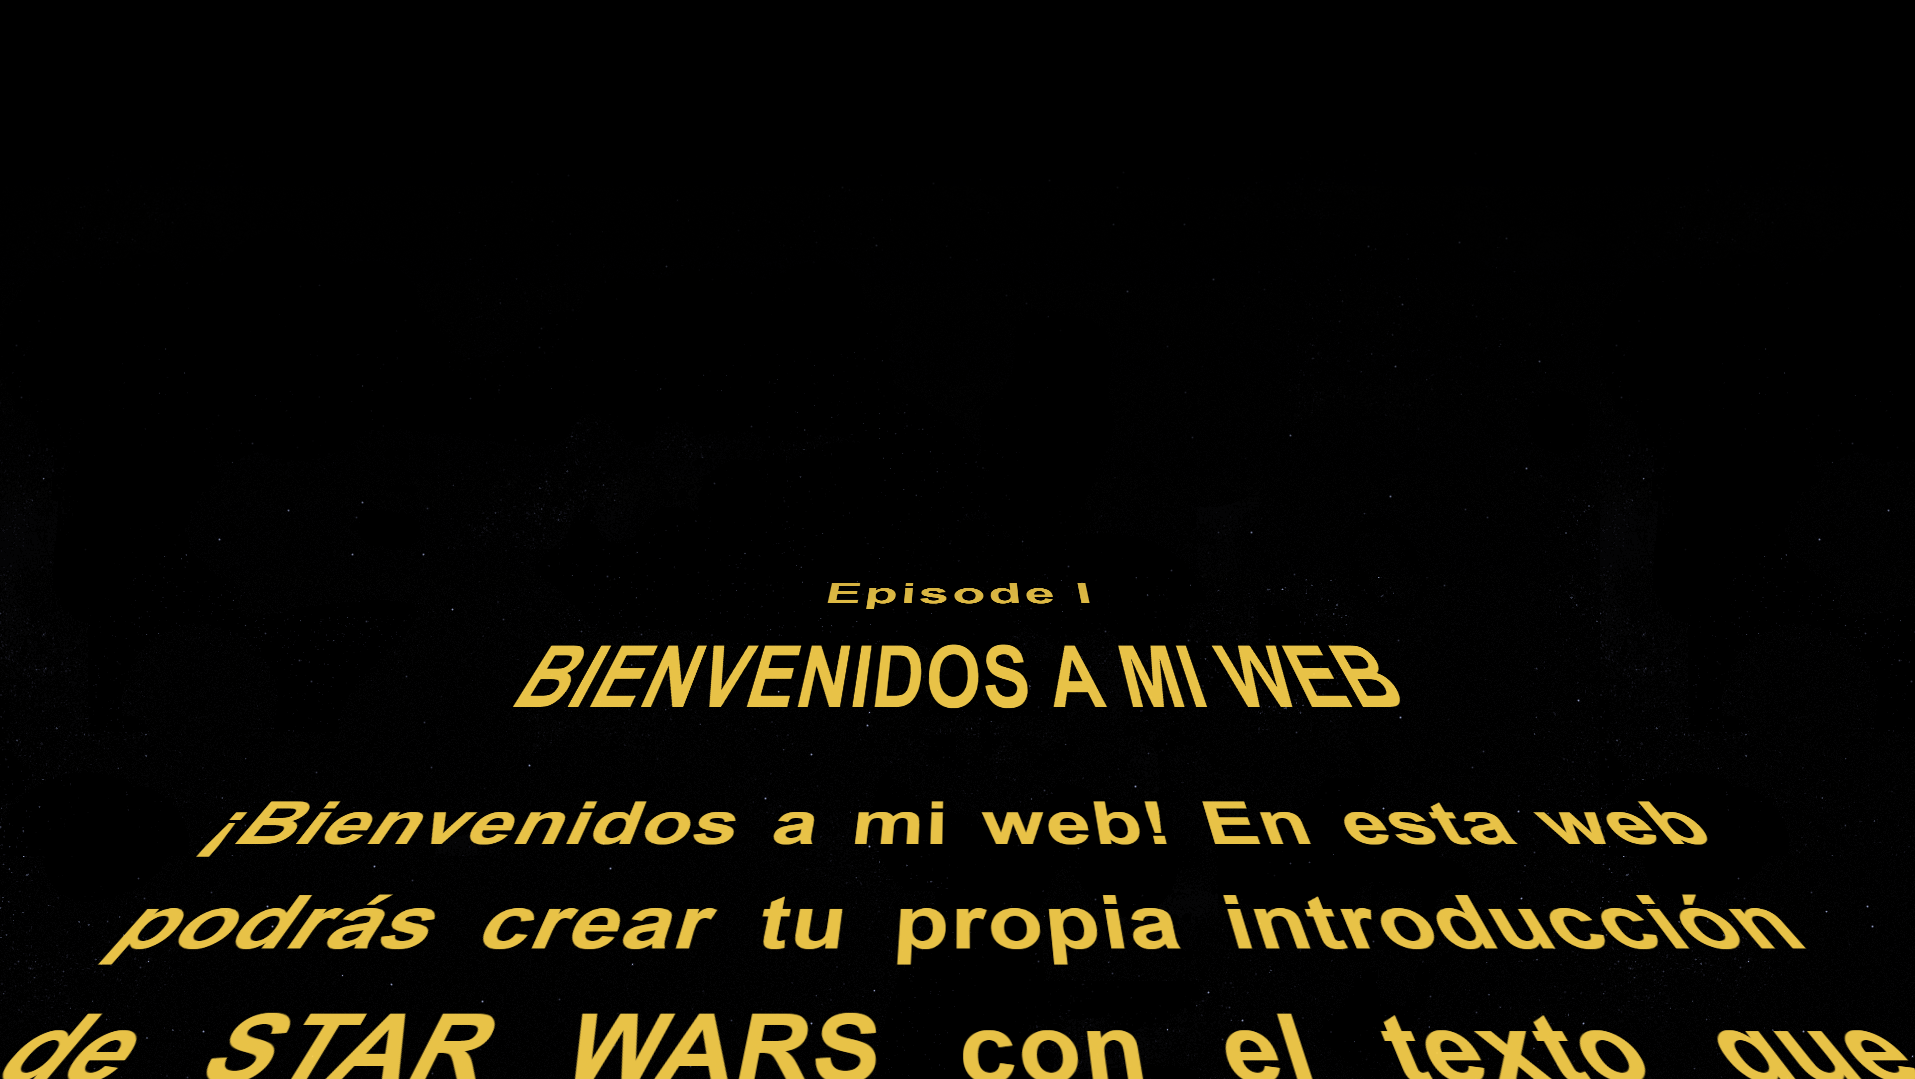 Episode I
BIENVENIDOS A MI WEB
¡Bienvenidos a mi web! En esta web
podrás crear tu propia introducción
de STAR WARS con el texto que